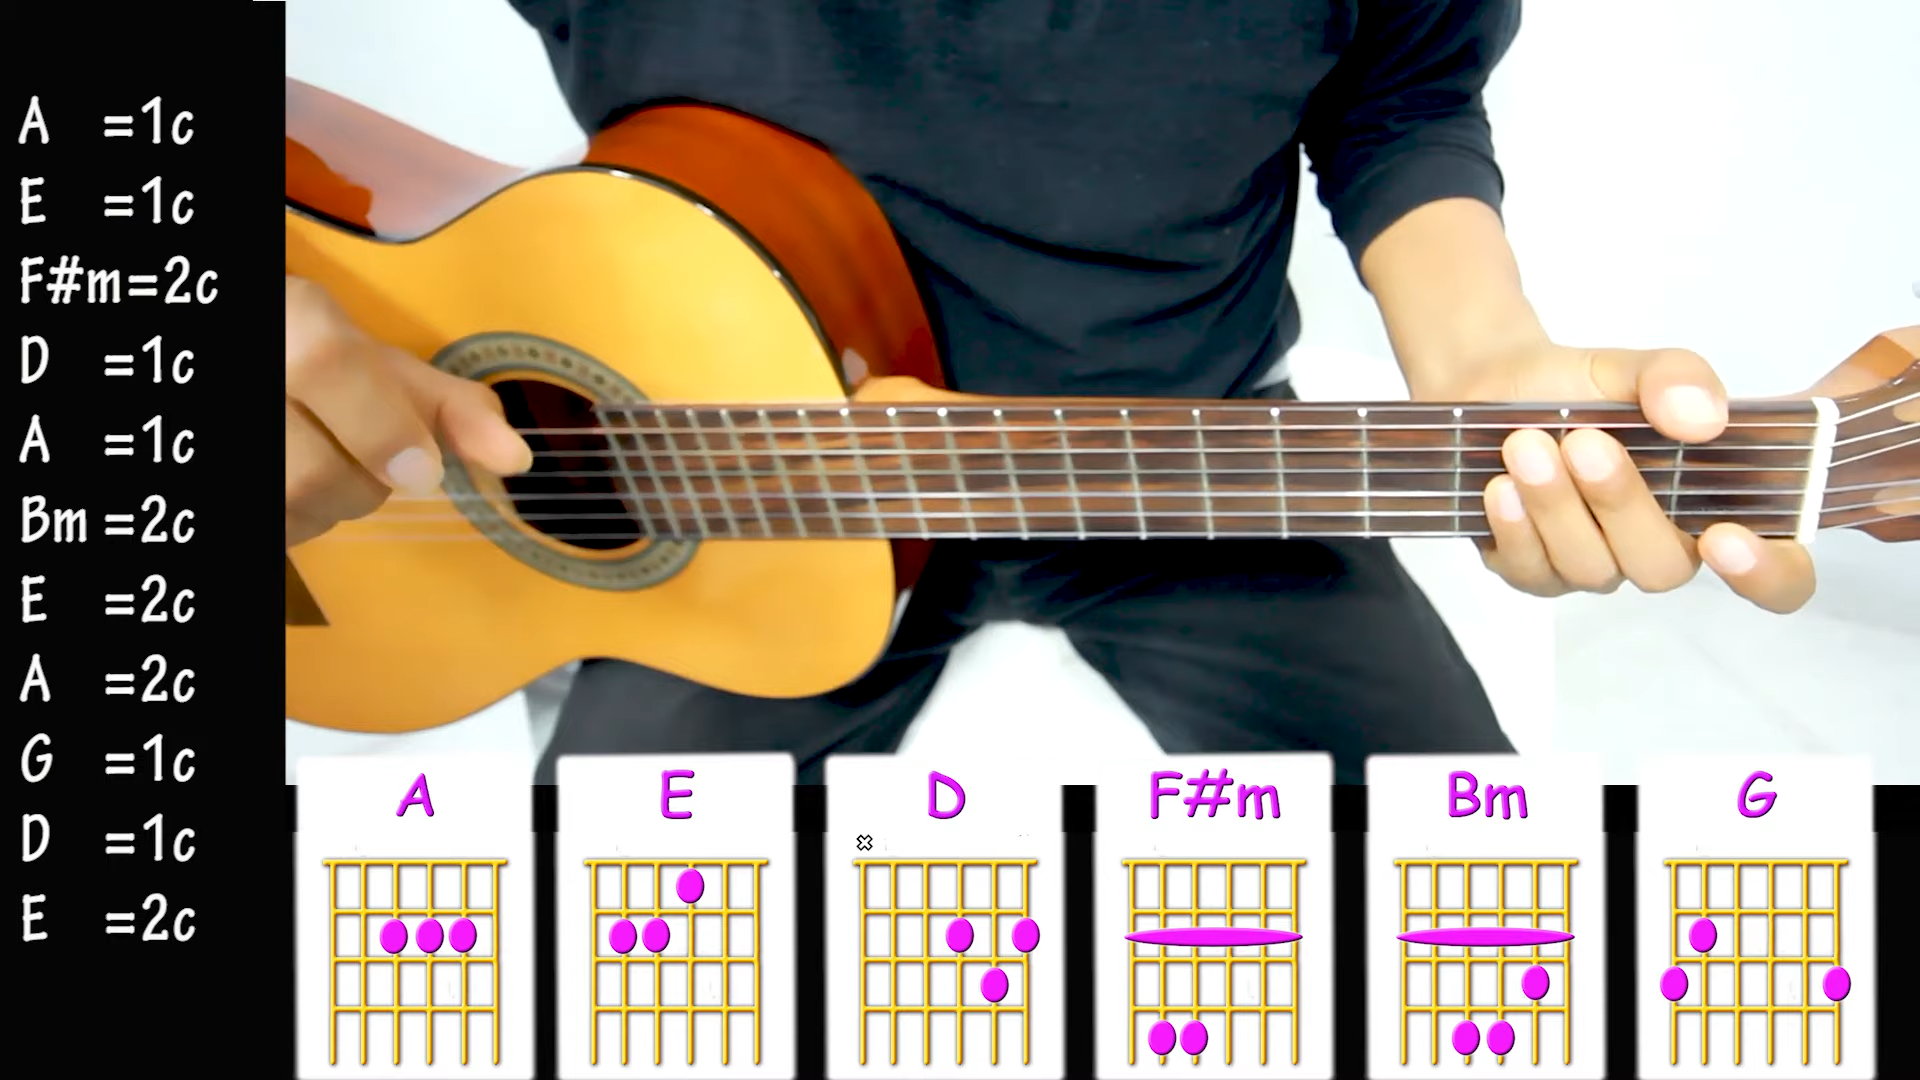 A =1c
E =1c
F#m=2c
D =1c
A =1c
Bm =2c
E =2c
A =2c
G =1c
D =1c
E =2c
A E D F#m Bm G